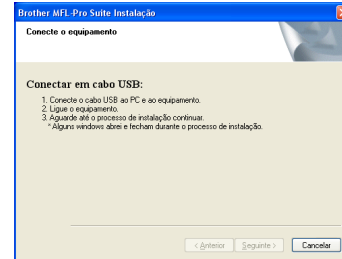 Brother MFL-Pro Suite Instalação
Conecte o equipamento
Conectar em cabo USB:
1. Conecte o cabo USB ao PC e ao equipamento.
2. Ligue o equipamento.
3. Aguarde até o processo de instalação continuar.
* Alguns windows abrei e fecham durante o processo de instalação.
< Anterior
Seguinte >
Cancelar